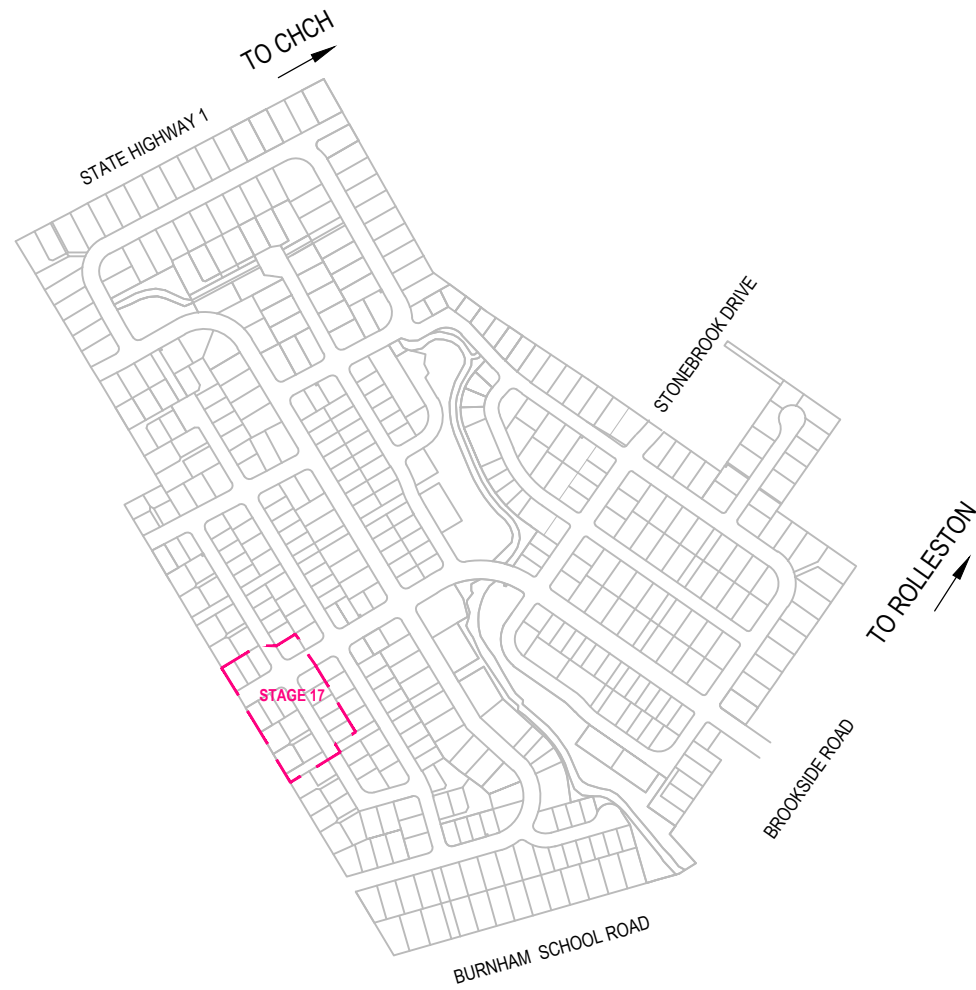 TO CHCH
STATE HIGHWAY 1
STONEBROOK DRIVE
TO ROLLESTON
STAGE 17
BROOKSIDE ROAD
BURNHAM SCHOOL ROAD